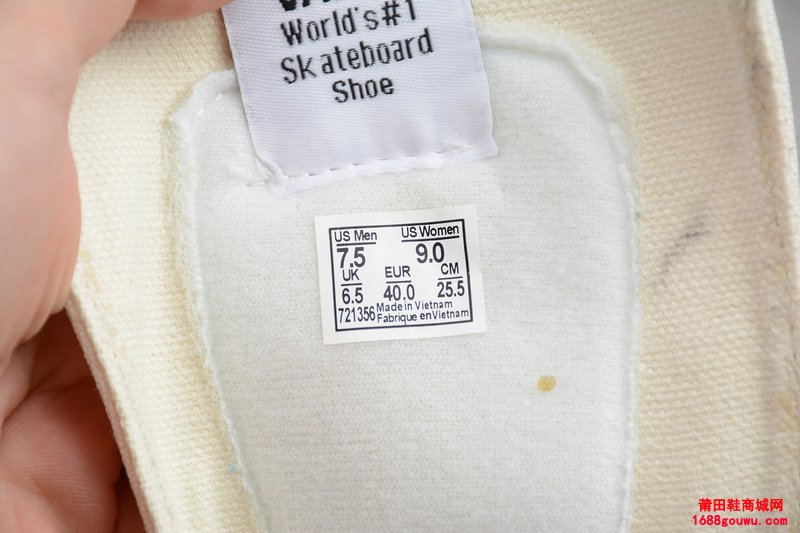 World's#1
Skateboard
Shoe
US Men US Women
7.5 9.0
UK EUR CM
6.5 40.0 25.5
721356 Made in Vietnam
Fabrique en Vietnam
莆田鞋商城网
1688gouwu.com